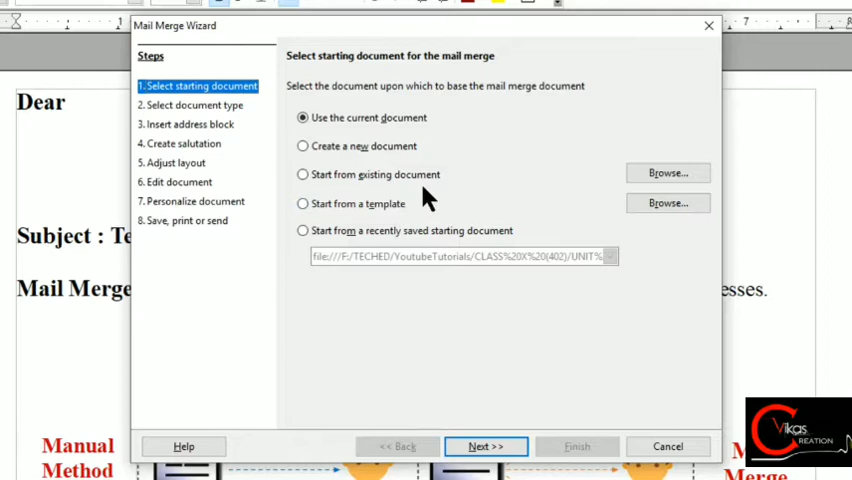 1
7
8
Mail Merge Wizard
Steps
1. Select starting document
2. Select document type
3. Insert address block
4. Create salutation
5. Adjust layout
6. Edit document
7. Personalize document
8. Save, print or send
Select starting document for the mail merge
Select the document upon which to base the mail merge document
Use the current document
Create a new document
Start from existing document
Browse...
Start from a template
Browse...
Start from a recently saved starting document
file:///F:/TECHED/YoutubeTutorials/CLASS%20X%20(402)/UNIT%
Help
<< Back
Next >>
Finish
Cancel
Dear
Subject : Te
Mail Merge
esses.
Manual
Method
M
Merge
Vikas
CREATION